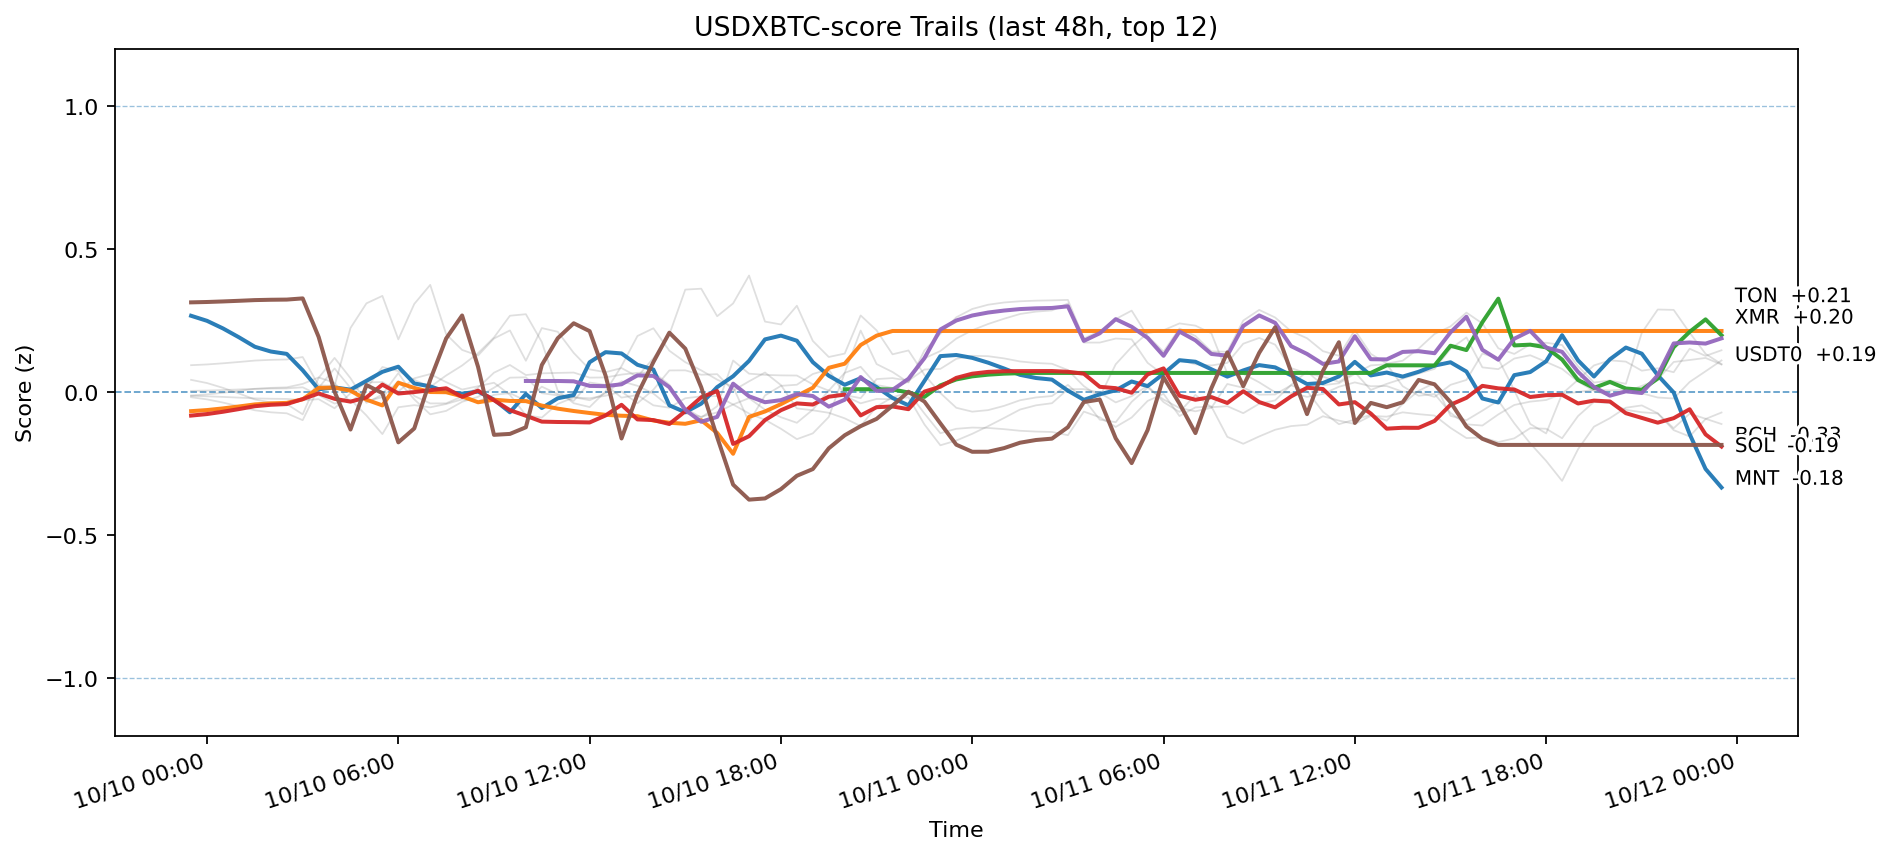 USDXBTC-score Trails (last 48h, top 12)
Score (z)
1.0
0.5
0.0
−0.5
−1.0
TON +0.21
XMR +0.20
USDT0 +0.19
BCH -0.33
SOL -0.19
MNT -0.18
10/10 00:00
10/10 06:00
10/10 12:00
10/10 18:00
10/11 00:00
10/11 06:00
10/11 12:00
10/11 18:00
10/12 00:00
Time